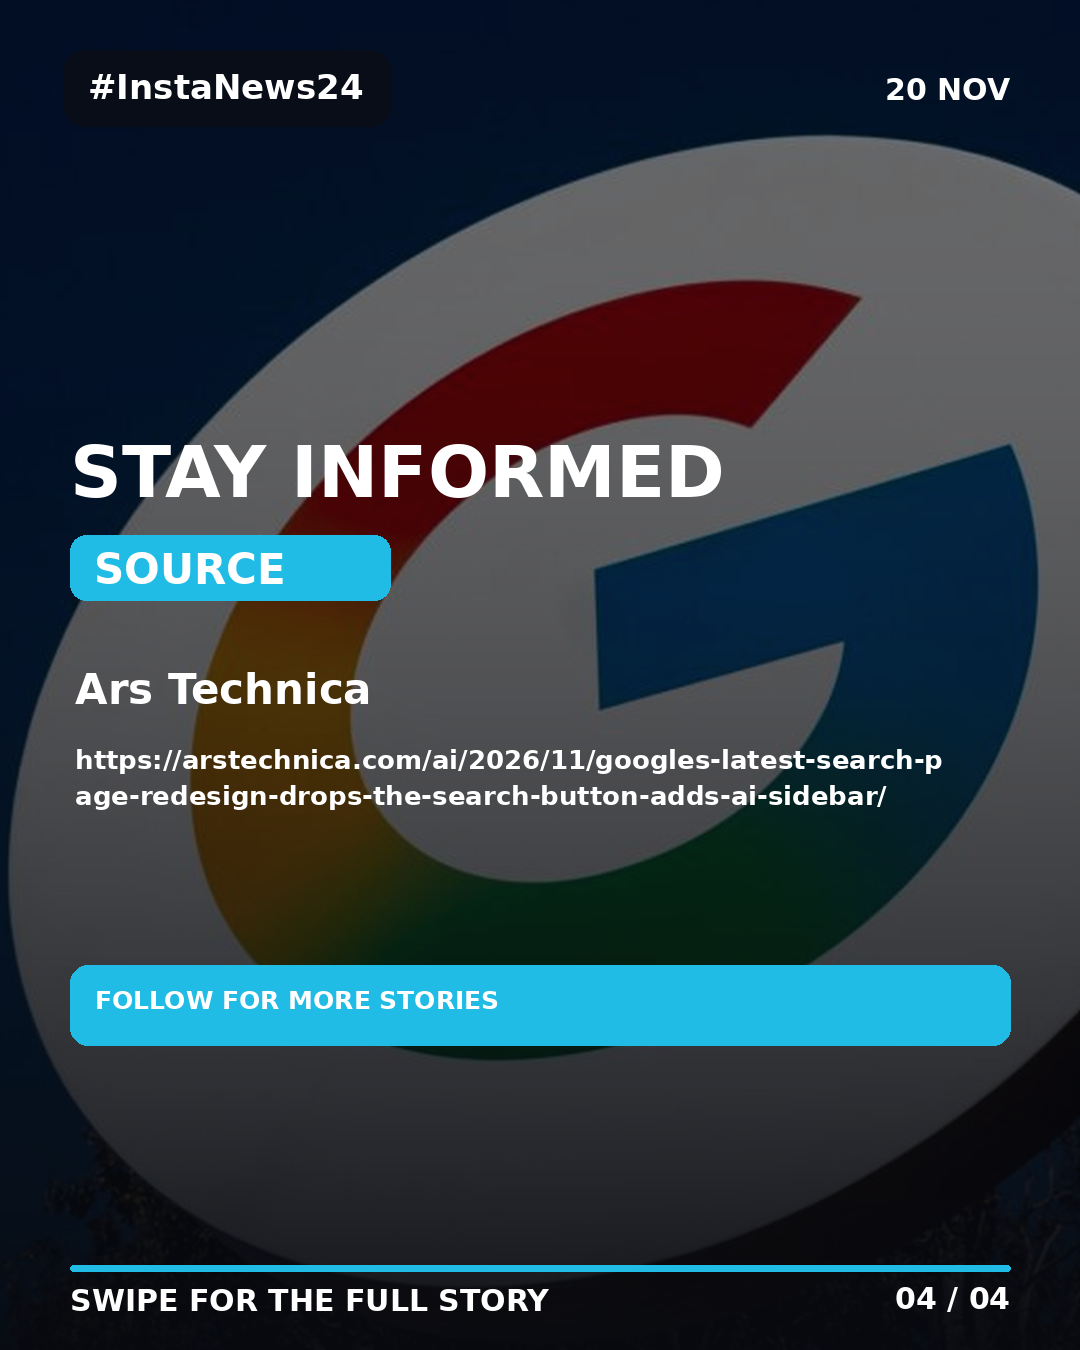 #InstaNews24
20 NOV
STAY INFORMED
SOURCE
Ars Technica
https://arstechnica.com/ai/2026/11/googles-latest-search-p
age-redesign-drops-the-search-button-adds-ai-sidebar/
FOLLOW FOR MORE STORIES
SWIPE FOR THE FULL STORY
04 / 04